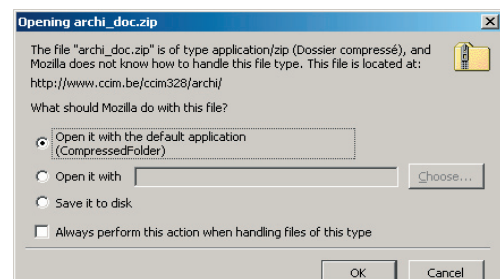 Opening archi_doc.zip
The file "archi_doc.zip" is of type application/zip (Dossier compressé), and
Mozilla does not know how to handle this file type. This file is located at:
http://www.ccim.be/ccim328/archi/
What should Mozilla do with this file?
Open it with the default application
(CompressedFolder)
Open it with
Choose...
Save it to disk
Always perform this action when handling files of this type
OK
Cancel